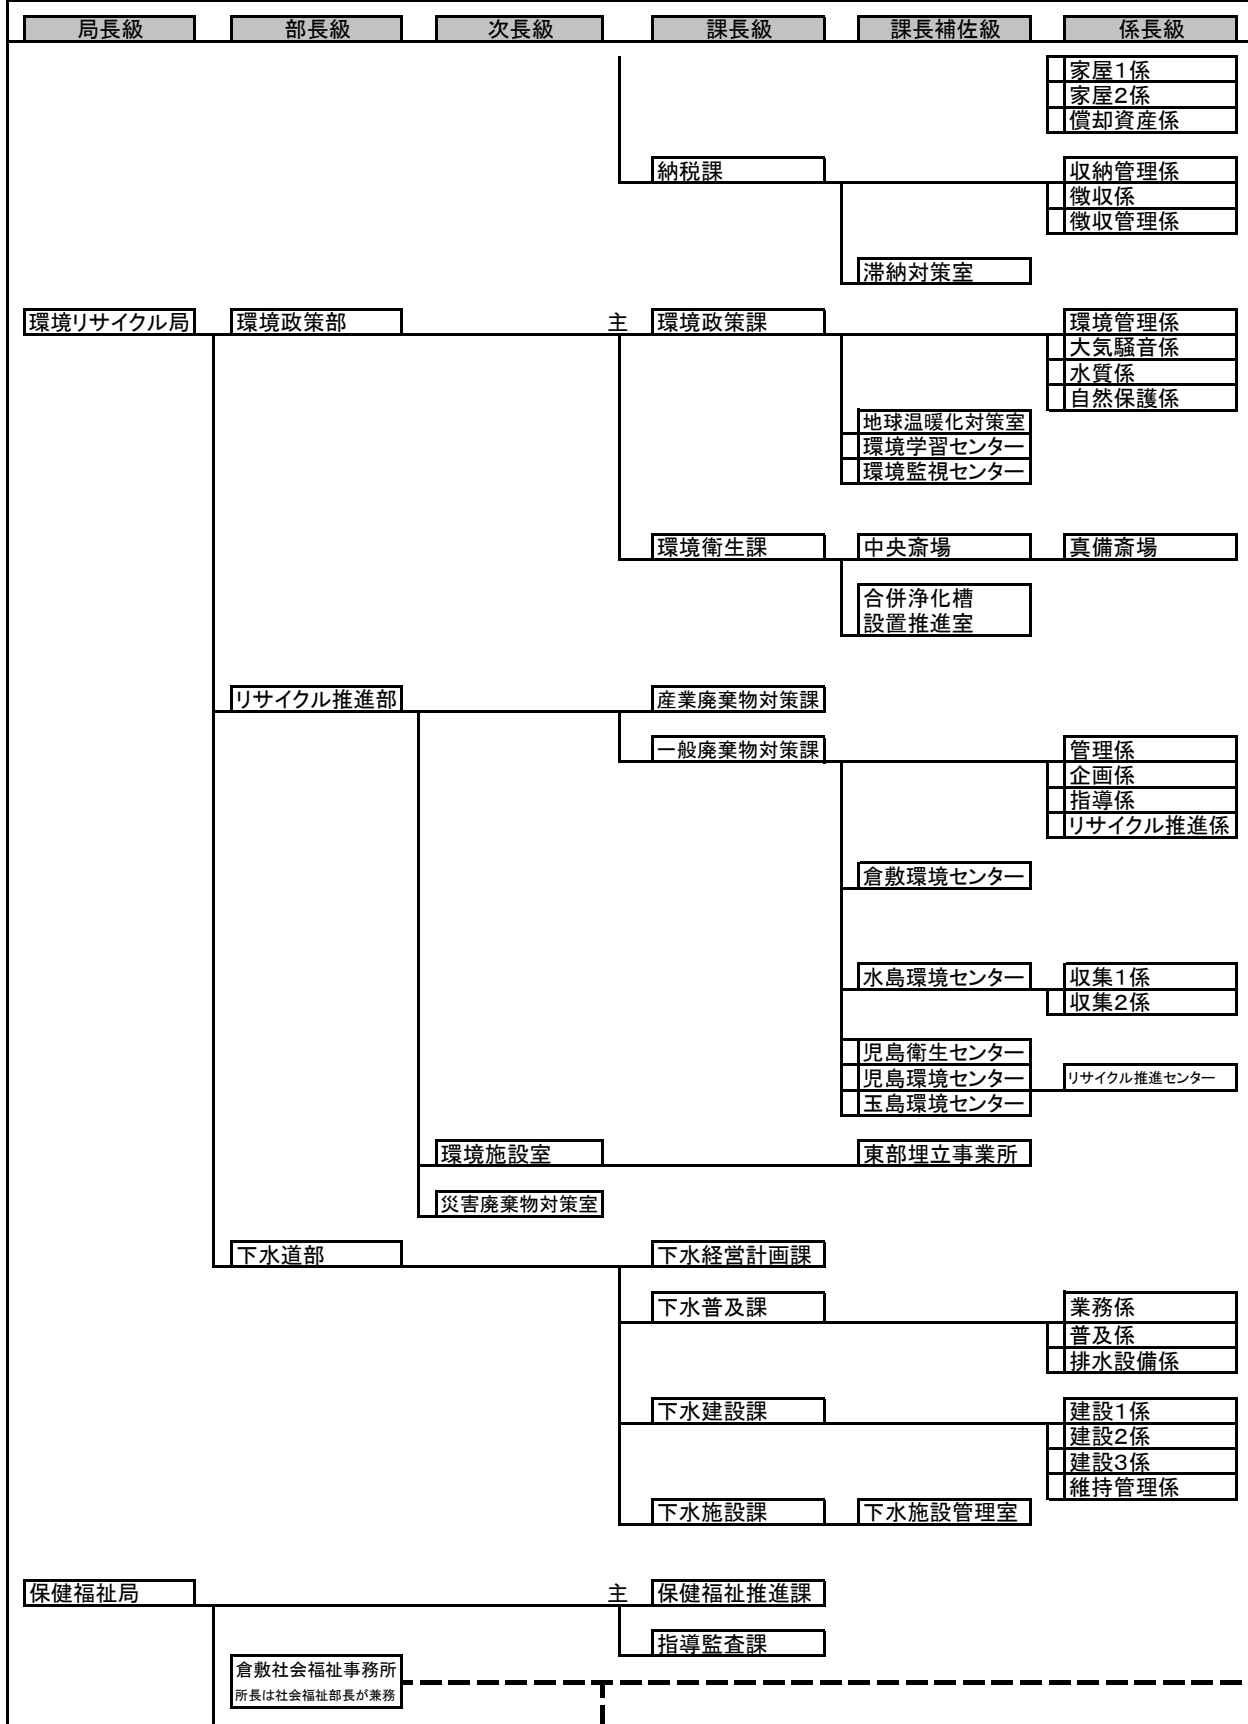 局長級 部長級 次長級 課長級 課長補佐級 係長級
家屋1係
家屋2係
償却資産係
納税課 収納管理係
徴収係
徴収管理係
滞納対策室
環境リサイクル局 環境政策部 主 環境政策課 環境管理係
大気騒音係
水質係
自然保護係
地球温暖化対策室
環境学習センター
環境監視センター
環境衛生課 中央斎場 真備斎場
合併浄化槽
設置推進室
リサイクル推進部 産業廃棄物対策課
一般廃棄物対策課 管理係
企画係
指導係
リサイクル推進係
倉敷環境センター
水島環境センター 収集1係
収集2係
児島衛生センター
児島環境センター リサイクル推進センター
玉島環境センター
環境施設室 東部埋立事業所
災害廃棄物対策室
下水道部 下水経営計画課
下水普及課 業務係
普及係
排水設備係
下水建設課 建設1係
建設2係
建設3係
維持管理係
下水施設課 下水施設管理室
保健福祉局 主 保健福祉推進課
指導監査課
倉敷社会福祉事務所
所長は社会福祉部長が兼務